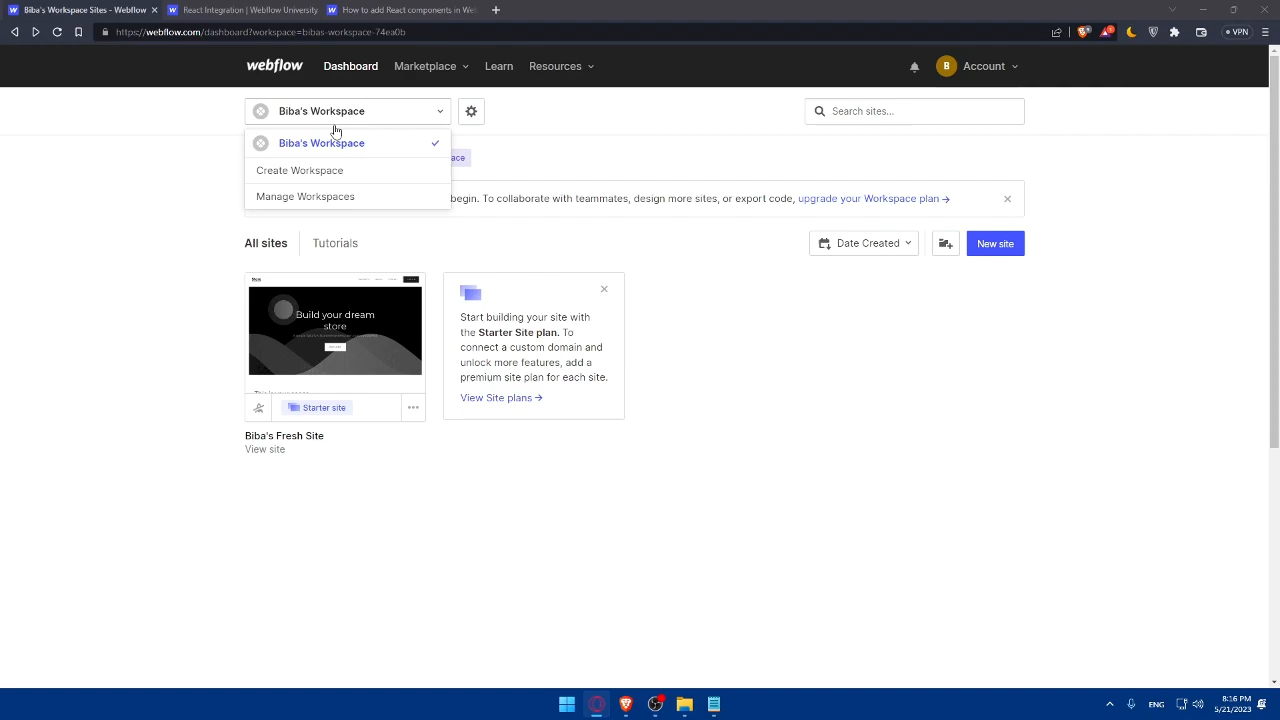 Biba's Workspace Sites - Webflow
React Integration | Webflow University
How to add React components in Web
https://webflow.com/dashboard?workspace=bibas-workspace-74ea0b
VPN
webflow
Dashboard
Marketplace
Learn
Resources
B
Account
Biba's Workspace
Search sites...
Biba's Workspace
ace
Create Workspace
Manage Workspaces
begin. To collaborate with teammates, design more sites, or export code, upgrade your Workspace plan →
All sites
Tutorials
Date Created
New site
Build your dream
store
Start building your site with
the Starter Site plan. To
connect a custom domain and
unlock more features, add a
premium site plan for each site.
View Site plans →
Starter site
Biba's Fresh Site
View site
ENG
8:16 PM
5/21/2023